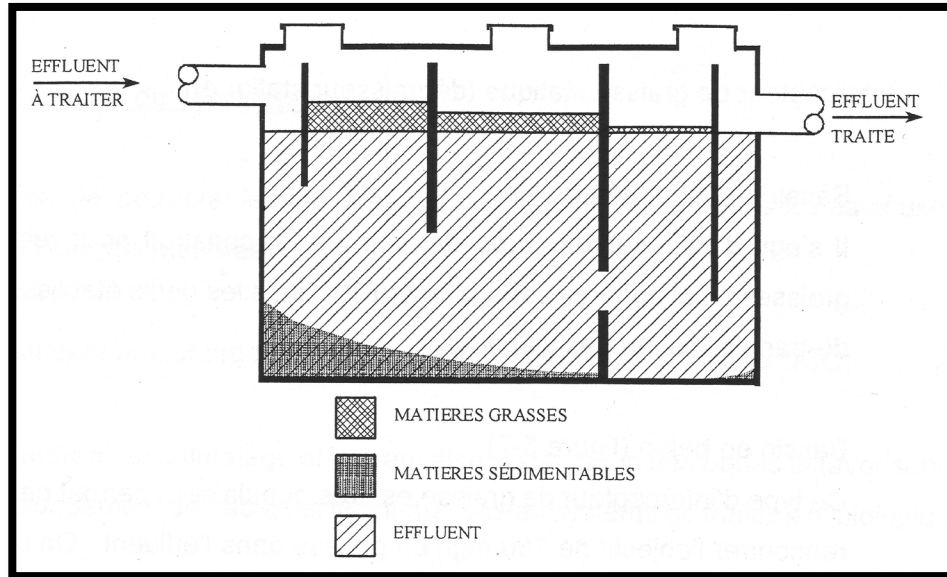 EFFLUENT
À TRAITER
EFFLUENT
TRAITE
MATIERES GRASSES
MATIERES SÉDIMENTABLES
EFFLUENT